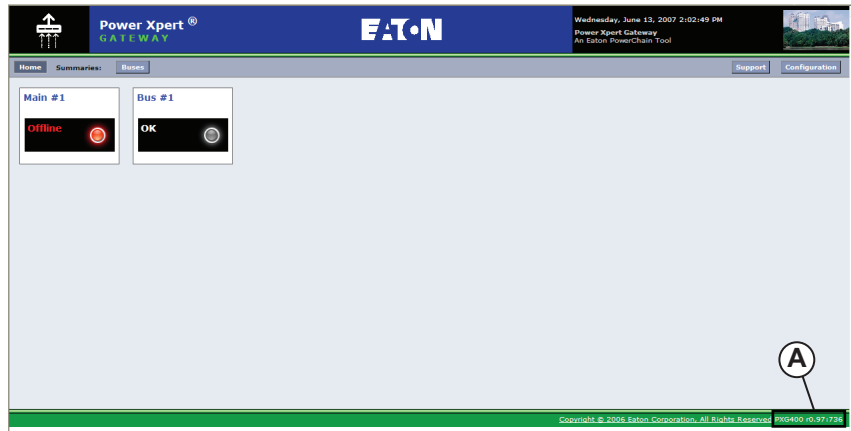 Power Xpert ®
GATEWAY
EATON
Wednesday, June 13, 2007 2:02:49 PM
Power Xpert Gateway
An Eaton PowerChain Tool
Home Summaries: Buses Support Configuration
Main #1
Offline
Bus #1
OK
A
Copyright © 2006 Eaton Corporation, All Rights Reserved PXG400 r0.97:736